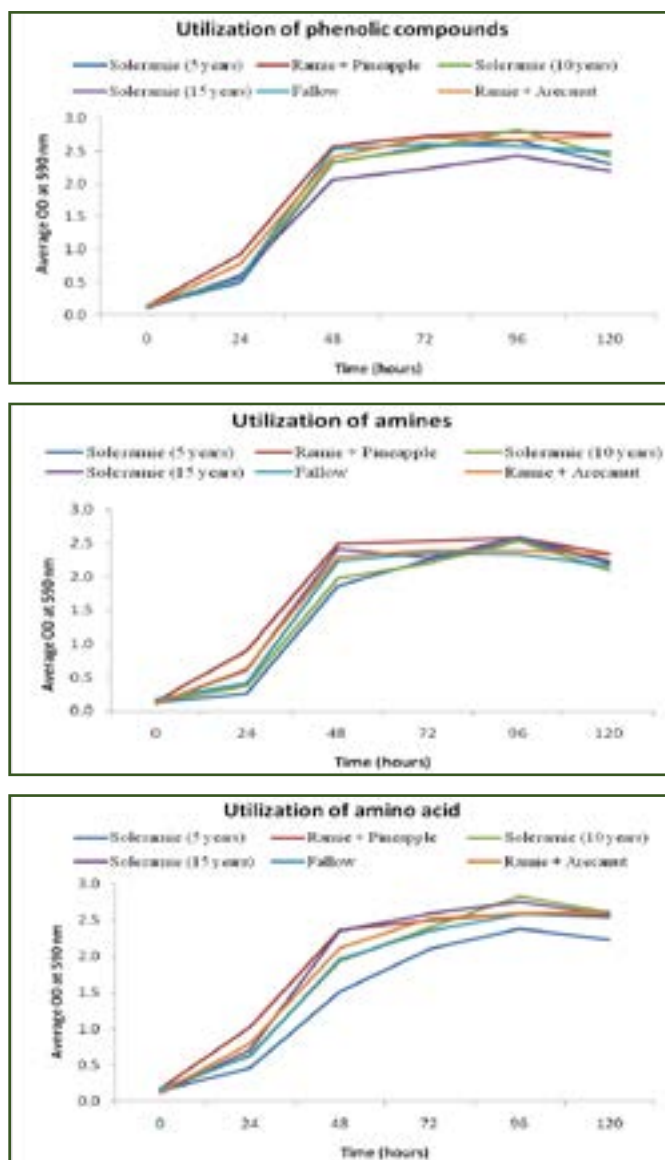 Utilization of phenolic compounds
Soleramie (5 years) Ramie + Pineapple Soleramie (10 years)
Soleramie (15 years) Fallow Ramie + Arecanut
Average OD at 590 nm
3.0
2.5
2.0
1.5
1.0
0.5
0.0
0 24 48 72 96 120
Time (hours)
Utilization of amines
Soleramie (5 years) Ramie + Pineapple Soleramie (10 years)
Soleramie (15 years) Fallow Ramie + Arecanut
Average OD at 590 nm
3.0
2.5
2.0
1.5
1.0
0.5
0.0
0 24 48 72 96 120
Time (hours)
Utilization of amino acid
Soleramie (5 years) Ramie + Pineapple Soleramie (10 years)
Soleramie (15 years) Fallow Ramie + Arecanut
Average OD at 590 nm
3.0
2.5
2.0
1.5
1.0
0.5
0.0
0 24 48 72 96 120
Time (hours)